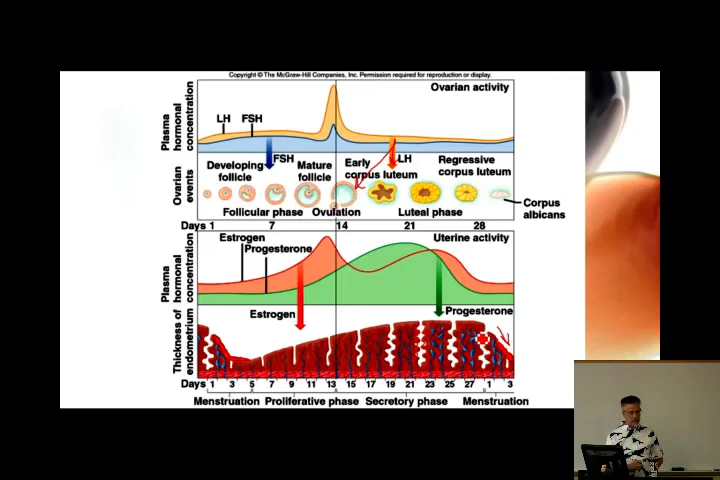 Copyright © The McGraw-Hill Companies, Inc. Permission required for reproduction or display.
Plasma hormonal concentration
LH FSH
Ovarian activity
Ovarian events
Developing follicle
FSH
Mature follicle
Early corpus luteum
LH
Regressive corpus luteum
Corpus albicans
Follicular phase Ovulation Luteal phase
Days 1 7 14 21 28
Plasma hormonal concentration
Estrogen
Progesterone
Uterine activity
Estrogen
Progesterone
Thickness of endometrium
Days 1 3 5 7 9 11 13 15 17 19 21 23 25 27 1 3
Menstruation Proliferative phase Secretory phase Menstruation